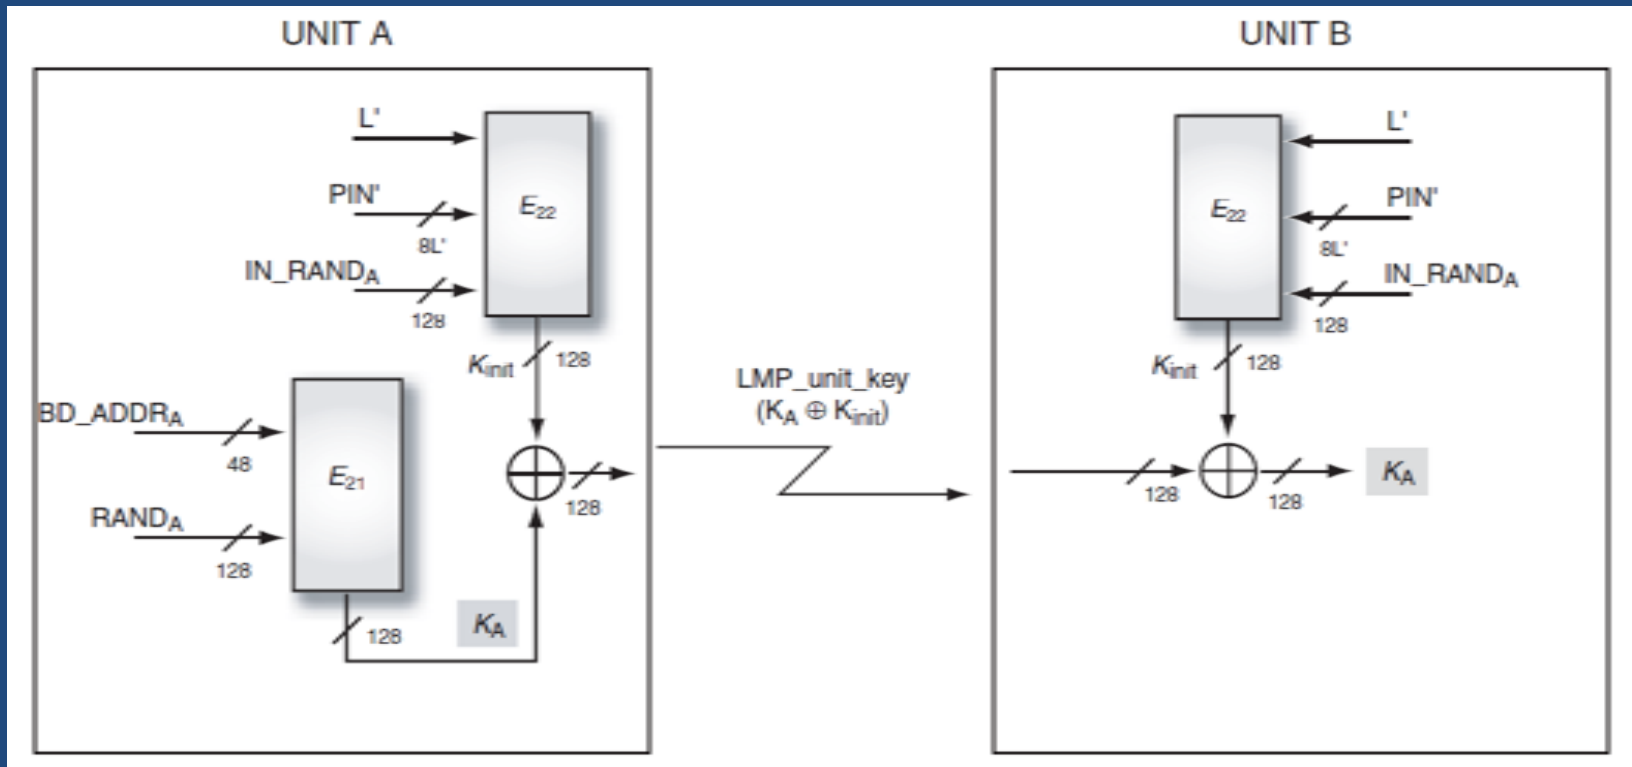 UNIT A
L'
PIN'
8L'
IN_RANDA
128
E22
Kinit
128
BD_ADDRA
48
RANDA
128
E21
128
KA
128
LMP_unit_key
(KA ⊕ Kinit)
UNIT B
L'
PIN'
8L'
IN_RANDA
128
E22
Kinit
128
128
128
KA